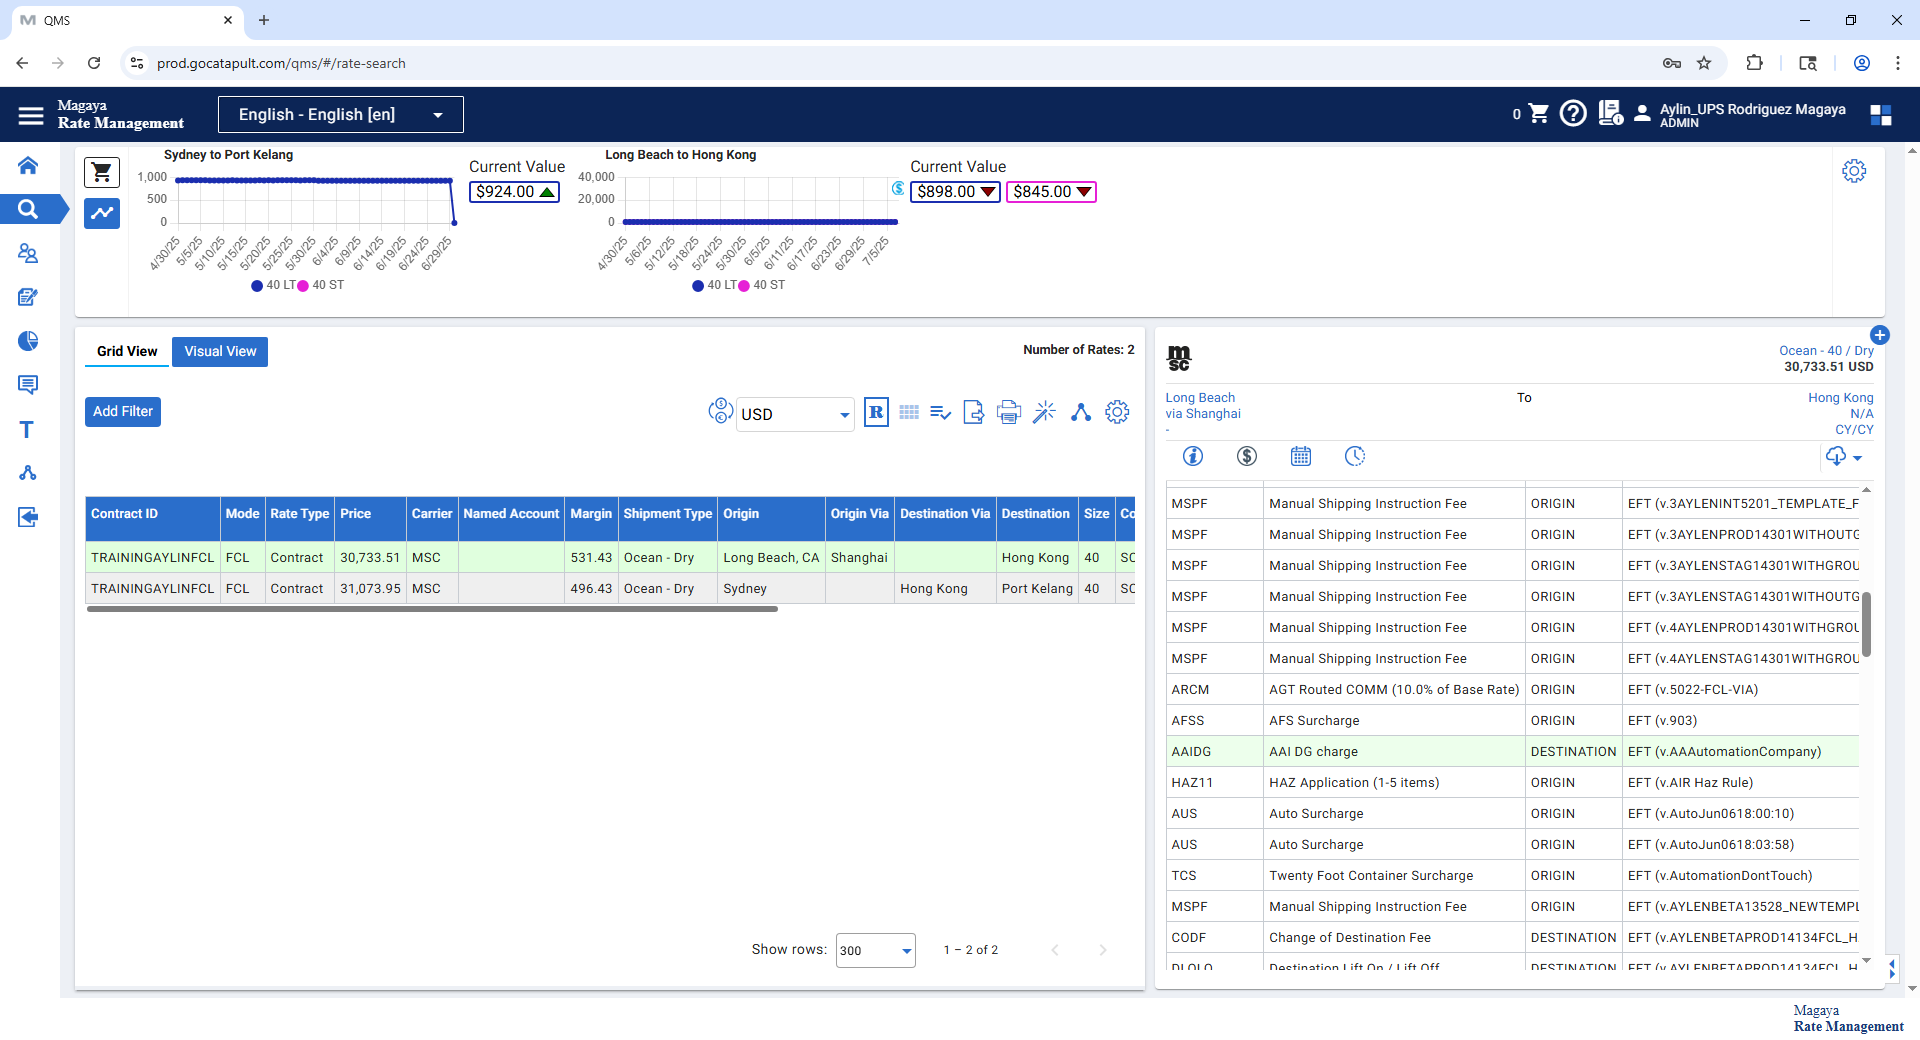 QMS
prod.gocatapult.com/qms/#/rate-search
Magaya
Rate Management
English - English [en]
0
Aylin_UPS Rodriguez Magaya
ADMIN
Sydney to Port Kelang
1,000
500
0
4/30/25
5/5/25
5/10/25
5/15/25
5/20/25
5/25/25
5/30/25
6/4/25
6/9/25
6/14/25
6/19/25
6/24/25
6/29/25
40 LT 40 ST
Current Value
$924.00
Long Beach to Hong Kong
40,000
20,000
0
4/30/25
5/6/25
5/12/25
5/18/25
5/24/25
5/30/25
6/5/25
6/11/25
6/17/25
6/23/25
6/29/25
7/5/25
40 LT 40 ST
Current Value
$898.00 $845.00
Grid View Visual View
Number of Rates: 2
Add Filter
USD
R
Contract ID Mode Rate Type Price Carrier Named Account Margin Shipment Type Origin Origin Via Destination Via Destination Size Co
TRAININGAYLINFCL FCL Contract 30,733.51 MSC 531.43 Ocean - Dry Long Beach, CA Shanghai Hong Kong 40 SC
TRAININGAYLINFCL FCL Contract 31,073.95 MSC 496.43 Ocean - Dry Sydney Hong Kong Port Kelang 40 SC
Show rows: 300 1 – 2 of 2
msc
Ocean - 40 / Dry
30,733.51 USD
Long Beach To Hong Kong
via Shanghai N/A
- CY/CY
MSPF Manual Shipping Instruction Fee ORIGIN EFT (v.3AYLENINT5201_TEMPLATE_F
MSPF Manual Shipping Instruction Fee ORIGIN EFT (v.3AYLENPROD14301WITHOUTG
MSPF Manual Shipping Instruction Fee ORIGIN EFT (v.3AYLENSTAG14301WITHGROU
MSPF Manual Shipping Instruction Fee ORIGIN EFT (v.3AYLENSTAG14301WITHOUTG
MSPF Manual Shipping Instruction Fee ORIGIN EFT (v.4AYLENPROD14301WITHGROU
MSPF Manual Shipping Instruction Fee ORIGIN EFT (v.4AYLENSTAG14301WITHGROU
ARCM AGT Routed COMM (10.0% of Base Rate) ORIGIN EFT (v.5022-FCL-VIA)
AFSS AFS Surcharge ORIGIN EFT (v.903)
AAIDG AAI DG charge DESTINATION EFT (v.AAAutomationCompany)
HAZ11 HAZ Application (1-5 items) ORIGIN EFT (v.AIR Haz Rule)
AUS Auto Surcharge ORIGIN EFT (v.AutoJun0618:00:10)
AUS Auto Surcharge ORIGIN EFT (v.AutoJun0618:03:58)
TCS Twenty Foot Container Surcharge ORIGIN EFT (v.AutomationDontTouch)
MSPF Manual Shipping Instruction Fee ORIGIN EFT (v.AYLENBETA13528_NEWTEMPL
CODF Change of Destination Fee DESTINATION EFT (v.AYLENBETAPROD14134FCL_H
DLOLO Destination Lift On / Lift Off DESTINATION EFT (v.AYLENBETAPROD14134FCL_H
Magaya
Rate Management